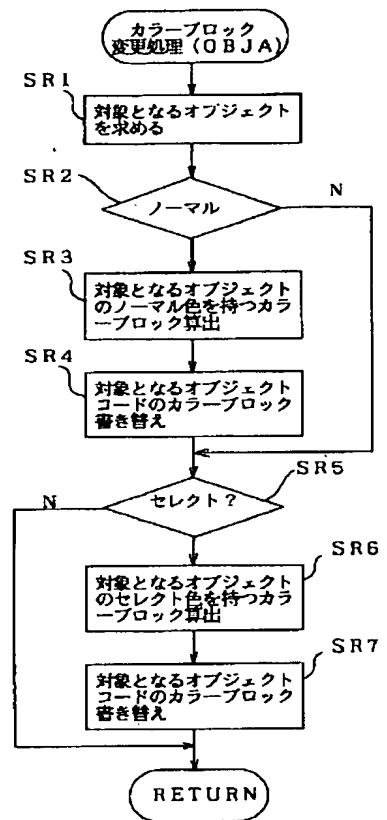 カラーブロック
変更処理(OBJA)
SR1
対象となるオブジェクト
を求める
SR2
ノーマル
N
SR3
対象となるオブジェクト
のノーマル色を持つカラ
ーブロック算出
SR4
対象となるオブジェクト
コードのカラーブロック
書き替え
SR5
N
セレクト?
SR6
対象となるオブジェクト
のセレクト色を持つカラ
ーブロック算出
SR7
対象となるオブジェクト
コードのカラーブロック
書き替え
RETURN